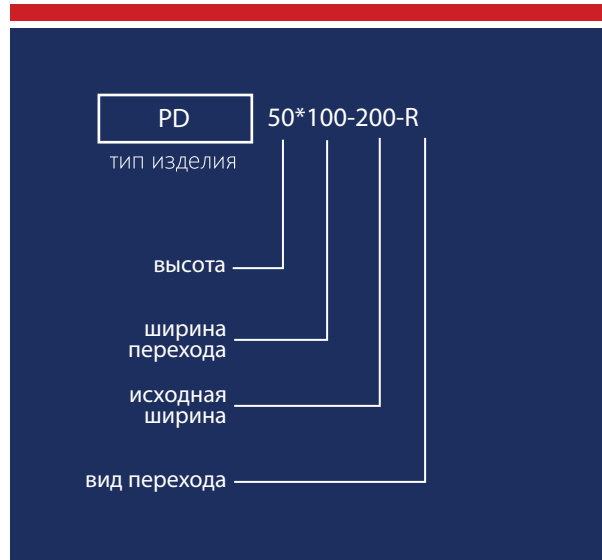 PD 50*100-200-R
тип изделия
высота
ширина
перехода
исходная
ширина
вид перехода